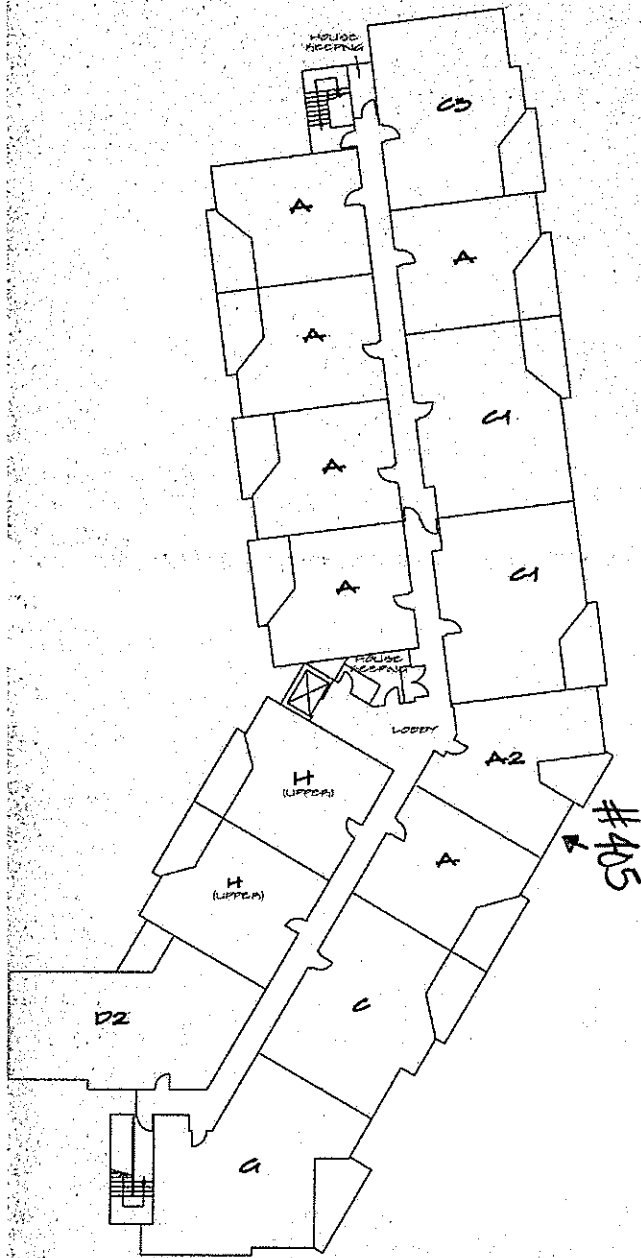 HOUSE
KEEPING
C3
A
A
A
C1
A
C1
A
HOUSE
KEEPING
LOBBY
A2
H
(UPPER)
A
H
(UPPER)
C
D2
G
#405